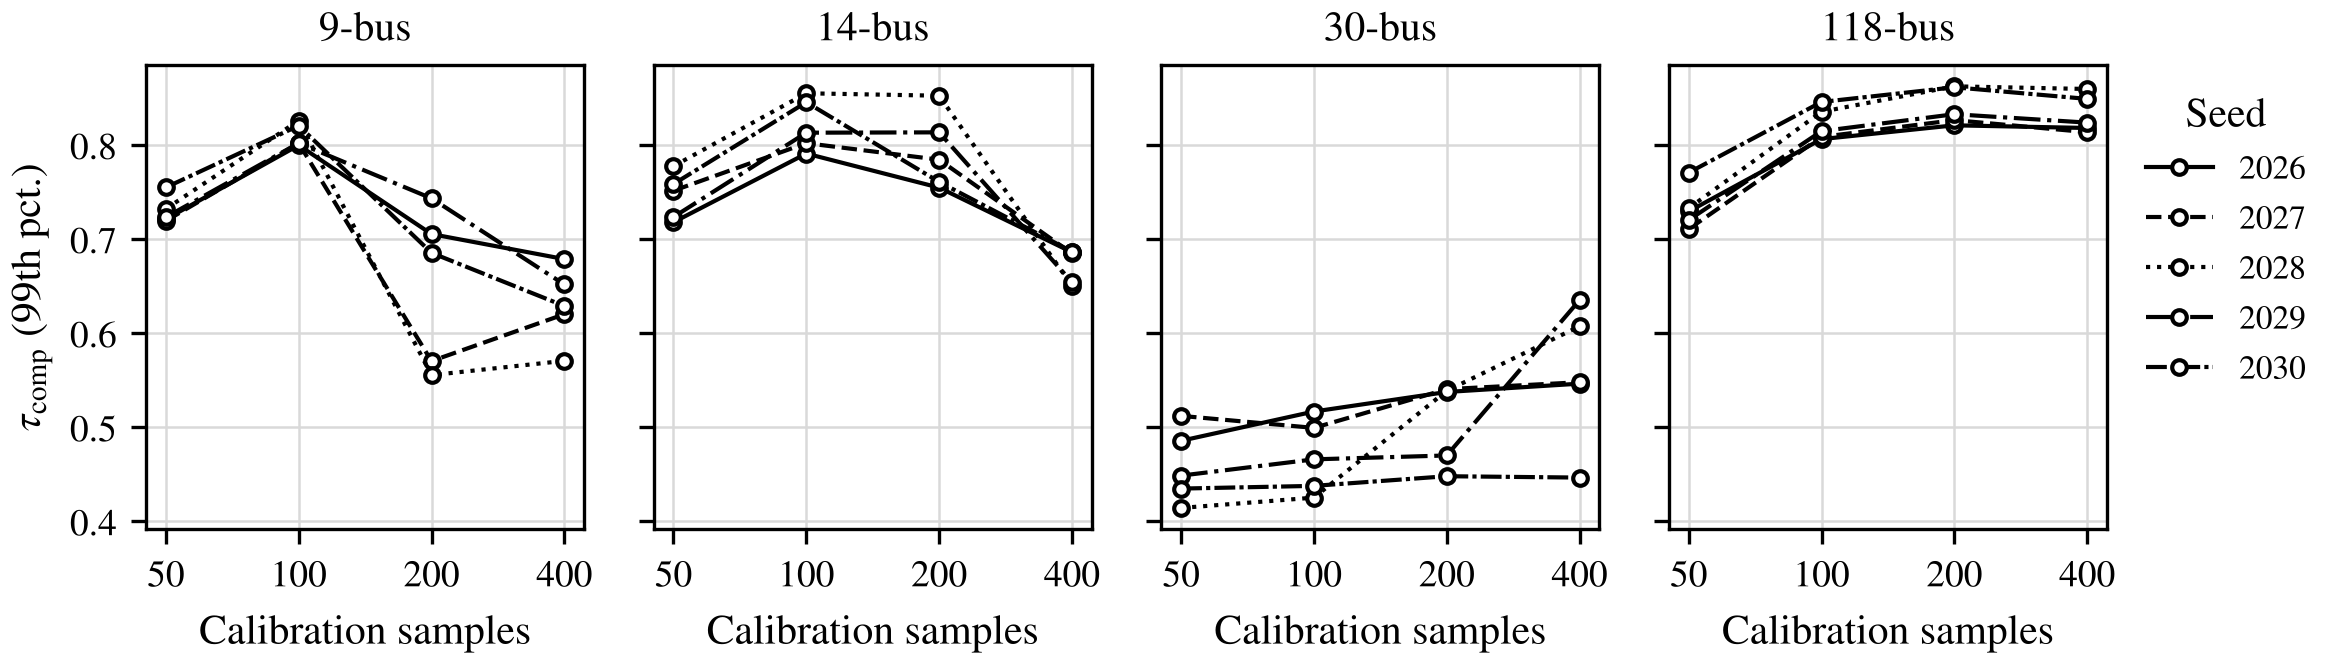 9-bus
14-bus
30-bus
118-bus
τcomp (99th pct.)
0.8
0.7
0.6
0.5
0.4
50 100 200 400
50 100 200 400
50 100 200 400
50 100 200 400
Calibration samples
Calibration samples
Calibration samples
Calibration samples
Seed
2026
2027
2028
2029
2030